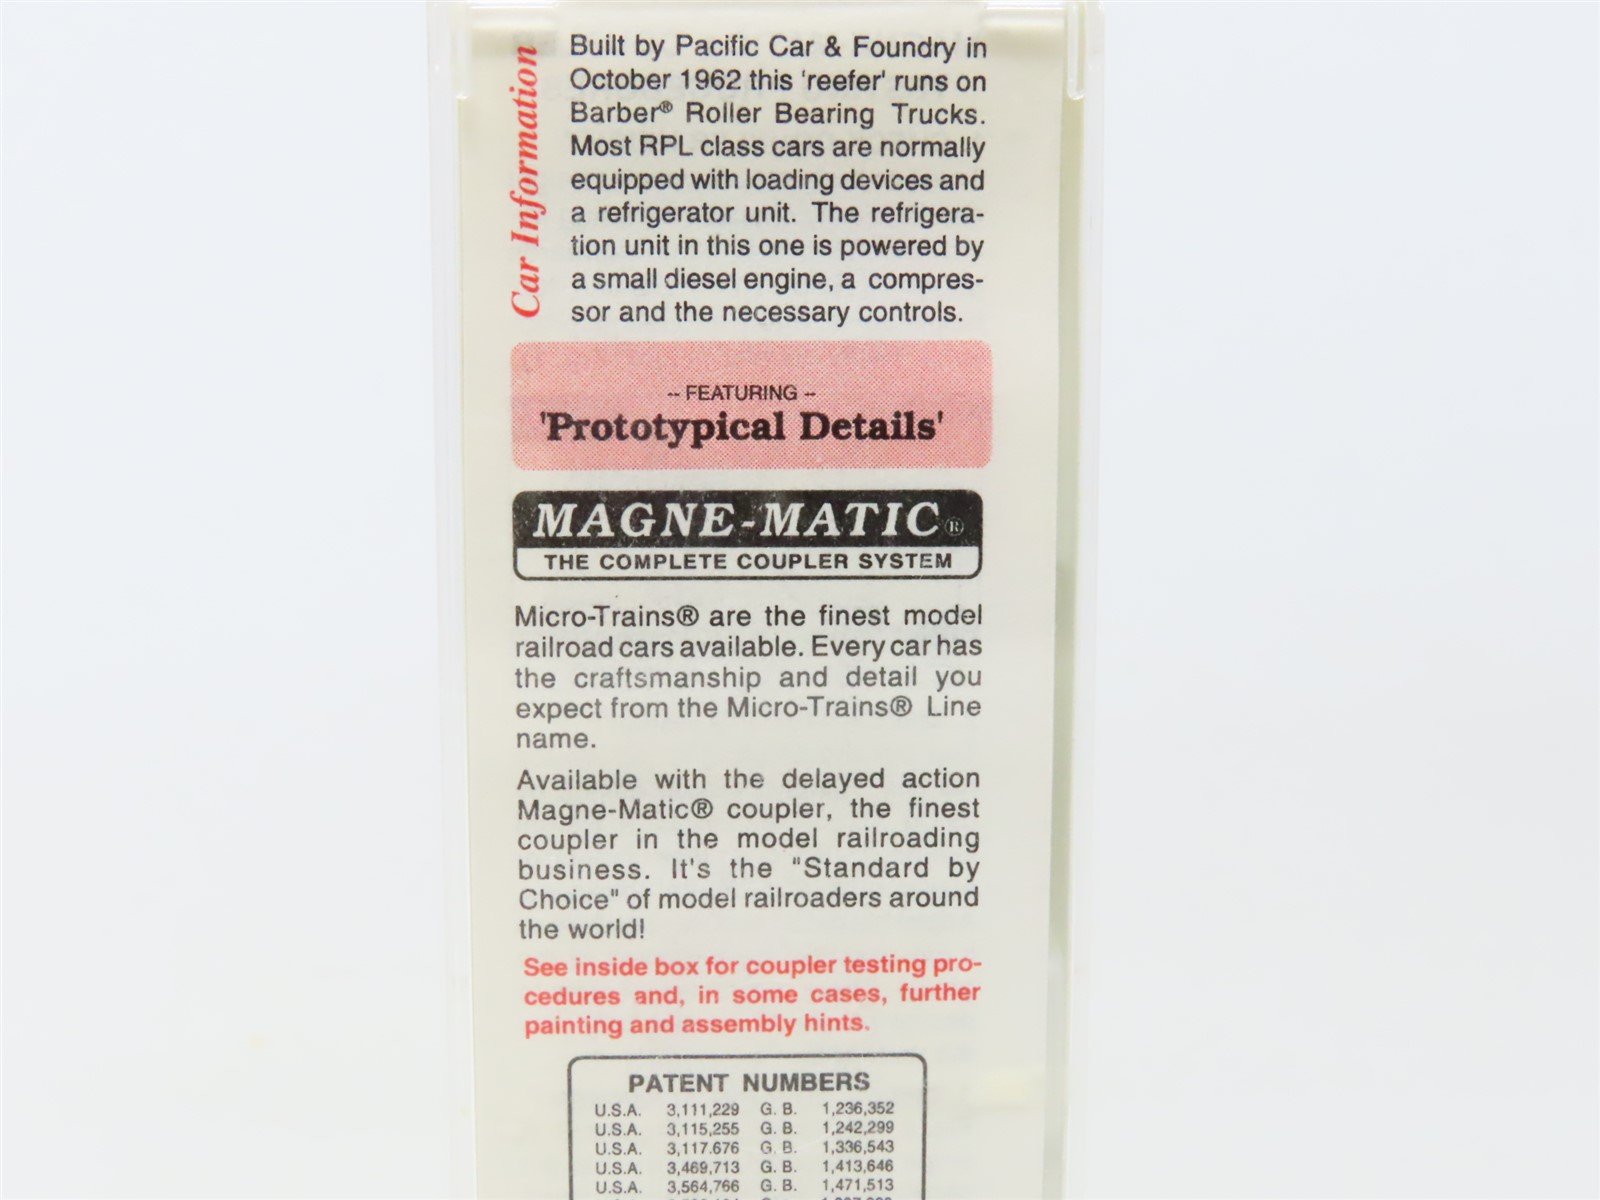 Car Information
Built by Pacific Car & Foundry in
October 1962 this 'reefer' runs on
Barber® Roller Bearing Trucks.
Most RPL class cars are normally
equipped with loading devices and
a refrigerator unit. The refrigera-
tion unit in this one is powered by
a small diesel engine, a compres-
sor and the necessary controls.
-- FEATURING --
'Prototypical Details'
MAGNE-MATIC®
THE COMPLETE COUPLER SYSTEM
Micro-Trains® are the finest model
railroad cars available. Every car has
the craftsmanship and detail you
expect from the Micro-Trains® Line
name.
Available with the delayed action
Magne-Matic® coupler, the finest
coupler in the model railroading
business. It's the "Standard by
Choice" of model railroaders around
the world!
See inside box for coupler testing pro-
cedures and, in some cases, further
painting and assembly hints.
PATENT NUMBERS
U.S.A. 3,111,229 G. B. 1,236,352
U.S.A. 3,115,255 G. B. 1,242,299
U.S.A. 3,117.676 G. B. 1,336,543
U.S.A. 3,469,713 G. B. 1,413,646
U.S.A. 3,564,766 G. B. 1,471,513